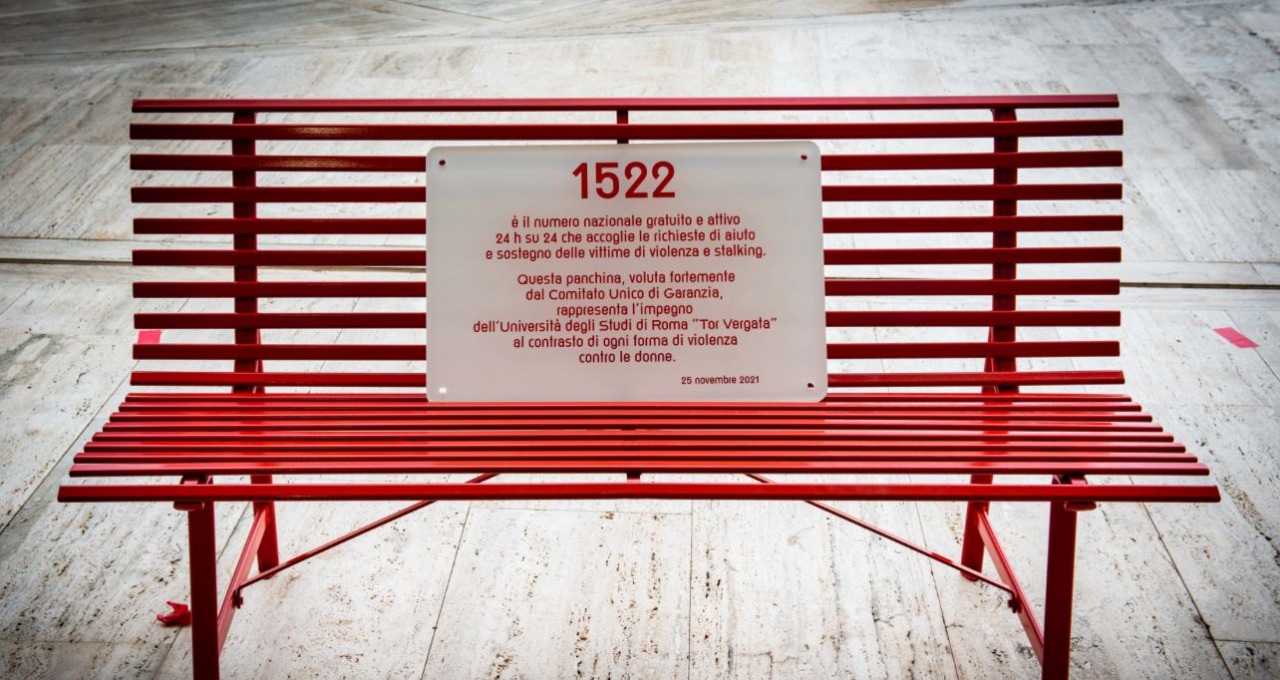 1522
è il numero nazionale gratuito e attivo
24 h su 24 che accoglie le richieste di aiuto
e sostegno delle vittime di violenza e stalking.
Questa panchina, voluta fortemente
dal Comitato Unico di Garanzia,
rappresenta l'impegno
dell'Università degli Studi di Roma "Tor Vergata"
al contrasto di ogni forma di violenza
contro le donne.
25 novembre 2021